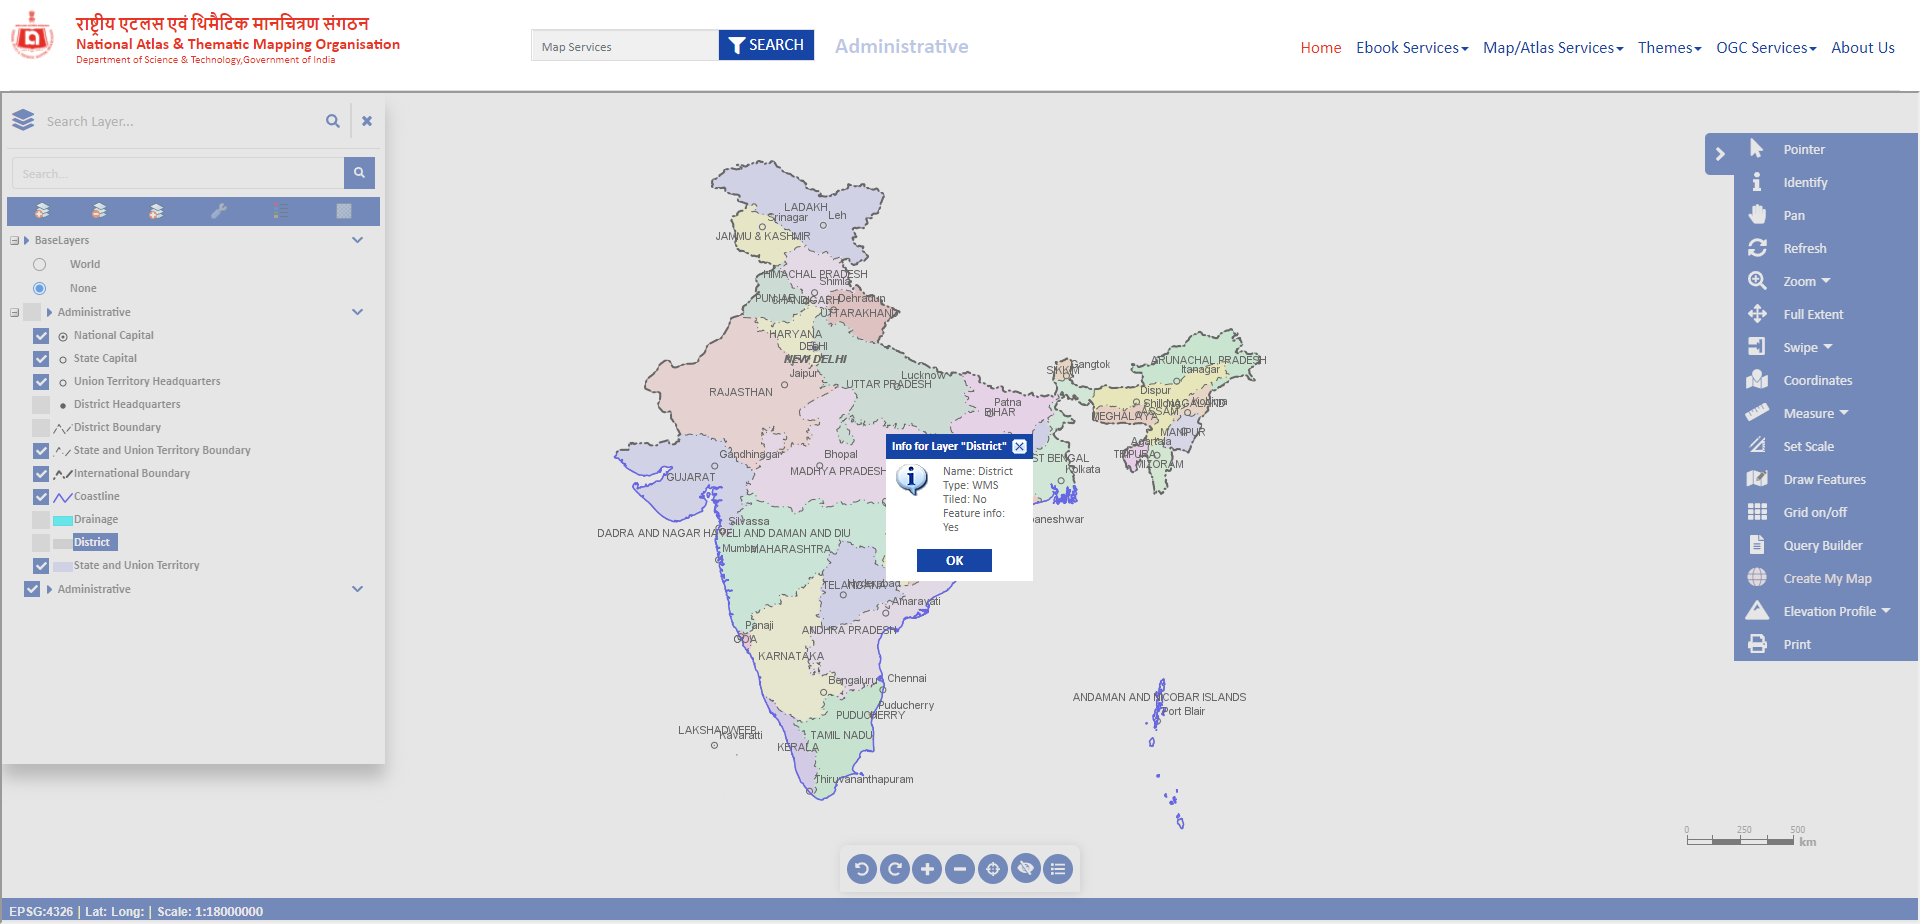 राष्ट्रीय एटलस एवं थिमैटिक मानचित्रण संगठन
National Atlas & Thematic Mapping Organisation
Department of Science & Technology,Government of India
Map Services
SEARCH
Administrative
Home
Ebook Services
Map/Atlas Services
Themes
OGC Services
About Us
Search Layer...
Search...
BaseLayers
World
None
Administrative
National Capital
State Capital
Union Territory Headquarters
District Headquarters
District Boundary
State and Union Territory Boundary
International Boundary
Coastline
Drainage
District
State and Union Territory
Administrative
LADAKH
Srinagar
Leh
JAMMU & KASHMIR
HIMACHAL PRADESH
Shimla
PUNJAB
CHANDIGARH
Dehradun
UTTARAKHAND
HARYANA
DELHI
NEW DELHI
Jaipur
RAJASTHAN
Lucknow
UTTAR PRADESH
Patna
BIHAR
SIKKIM
Gangtok
ARUNACHAL PRADESH
Itanagar
Dispur
Shillong
NAGALAND
Kohima
MEGHALAYA
ASSAM
MANIPUR
Agartala
TRIPURA
MIZORAM
Gandhinagar
Bhopal
GUJARAT
MADHYA PRADESH
ST BENGAL
Kolkata
Info for Layer "District"
Name: District
Type: WMS
Tiled: No
Feature info:
Yes
OK
Silvassa
DADRA AND NAGAR HAVELI AND DAMAN AND DIU
Mumbai
MAHARASHTRA
baneshwar
TELANGANA
Hyderabad
Amaravati
Panaji
GOA
ANDHRA PRADESH
KARNATAKA
Bengaluru
Chennai
Puducherry
PUDUCHERRY
LAKSHADWEEP
Kavaratti
TAMIL NADU
KERALA
Thiruvananthapuram
ANDAMAN AND NICOBAR ISLANDS
Port Blair
Pointer
Identify
Pan
Refresh
Zoom
Full Extent
Swipe
Coordinates
Measure
Set Scale
Draw Features
Grid on/off
Query Builder
Create My Map
Elevation Profile
Print
0 250 500
km
EPSG:4326 | Lat: Long: | Scale: 1:18000000